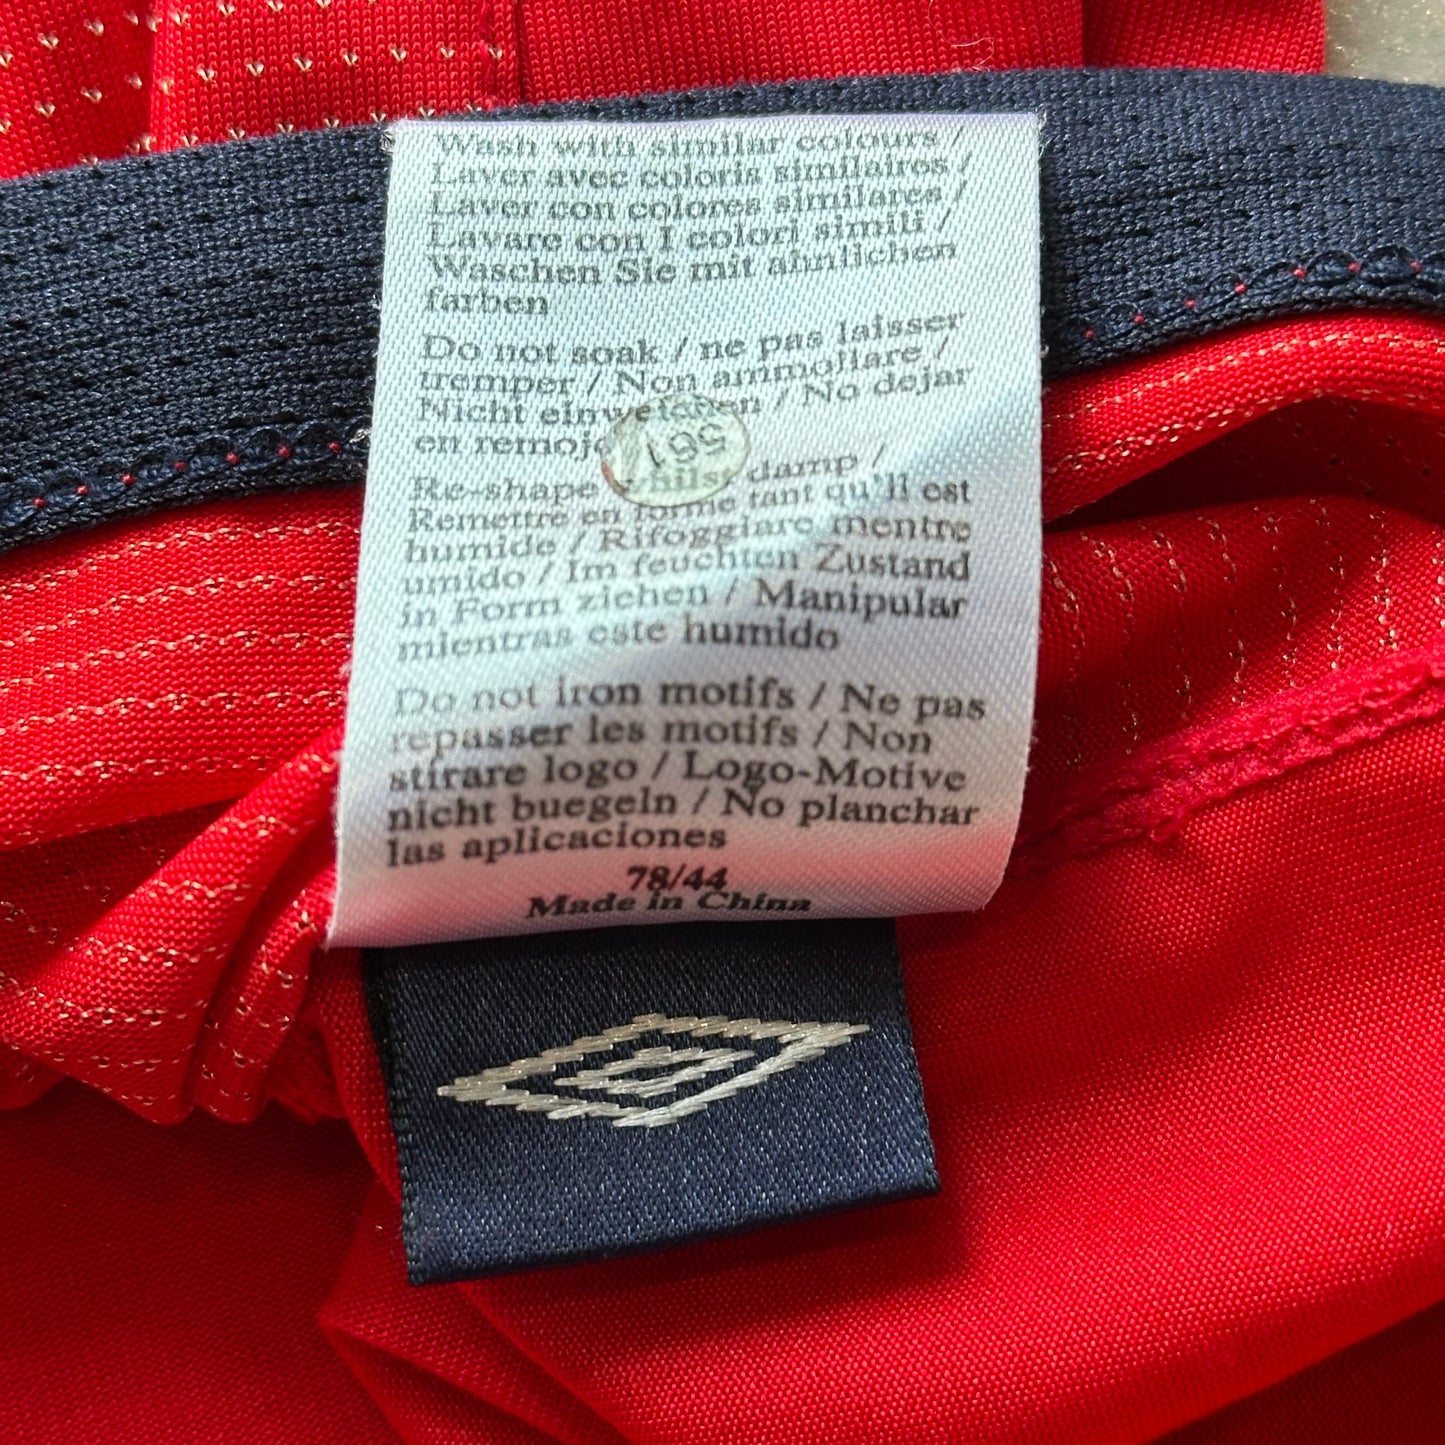 Wash with similar colours /
Laver avec coloris similaires /
Laver con colores similares /
Lavare con I colori simili /
Waschen Sie mit ahnlichen
farben
Do not soak / ne pas laisser
tremper / Non ammollare /
Nicht einweichen / No dejar
en remojo
561
Re-shape whilst damp /
Remettre en forme tant qu'il est
humide / Rifoggiare mentre
umido / Im feuchten Zustand
in Form ziehen / Manipular
mientras este humido
Do not iron motifs / Ne pas
repasser les motifs / Non
stirare logo / Logo-Motive
nicht buegeln / No planchar
las aplicaciones
78/44
Made in China